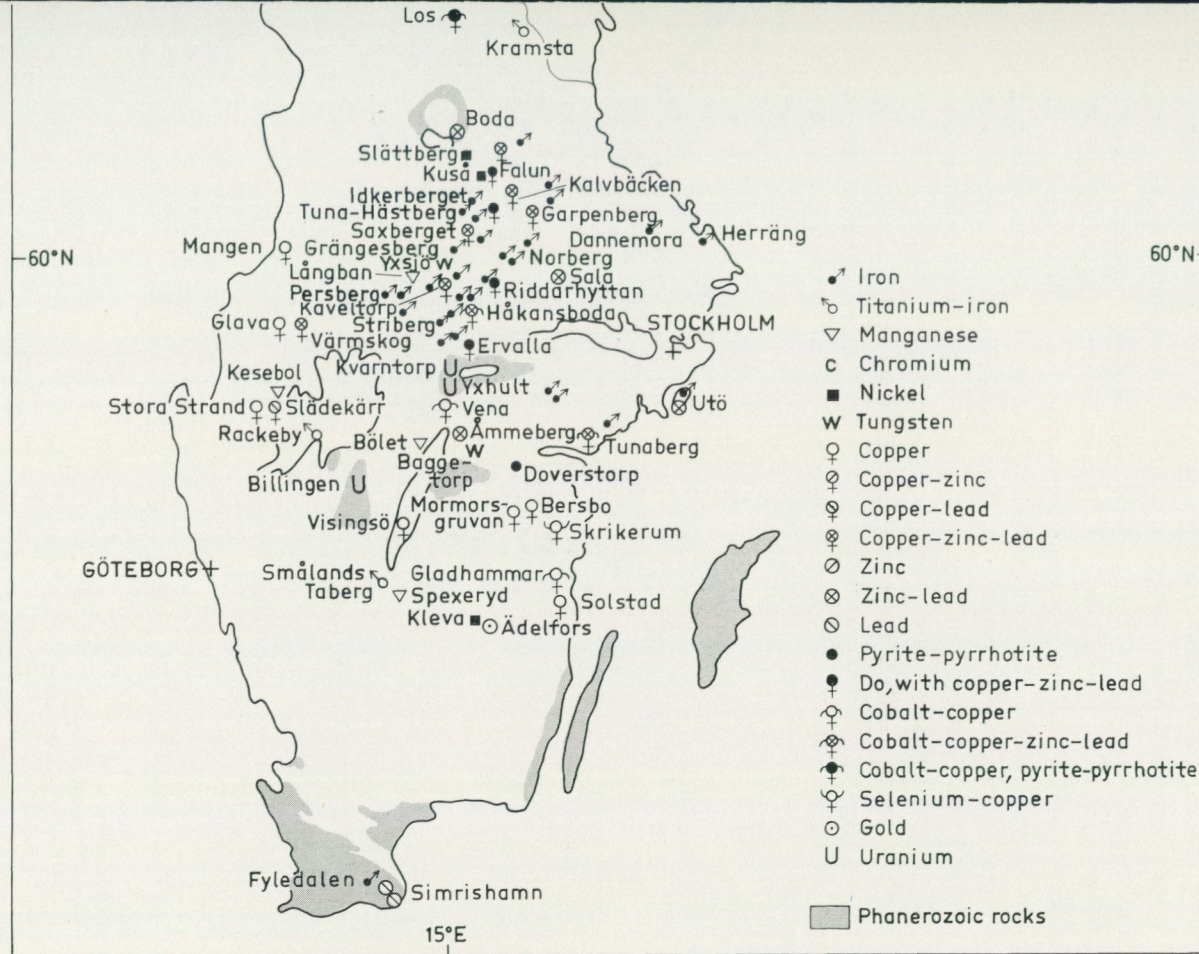 Los
Kramsta
Boda
Slättberg
Kuså
Falun
Idkerberget
Kalvbäcken
Tuna-Hästberg
Garpenberg
Saxberget
Dannemora
Herräng
Mangen
Grängesberg
60°N
60°N
Yxsjö W
Norberg
Långban
Sala
Persberg
Riddarhyttan
Kaveltorp
Håkansboda
Glava
Striberg
STOCKHOLM
Värmskog
Ervalla
Kvarntorp U
Kesebol
U Yxhult
Stora Strand
Slädekärr
Vena
Utö
Rackeby
Bölet
Åmmeberg
Tunaberg
W
Bagge-
torp
Doverstorp
Billingen U
Mormors-
gruvan
Bersbo
Visingsö
Skrikerum
GÖTEBORG
Smålands
Taberg
Gladhammar
Spexeryd
Solstad
Kleva
Ädelfors
Fyledalen
Simrishamn
15°E
Iron
Titanium-iron
Manganese
C Chromium
Nickel
W Tungsten
Copper
Copper-zinc
Copper-lead
Copper-zinc-lead
Zinc
Zinc-lead
Lead
Pyrite-pyrrhotite
Do, with copper-zinc-lead
Cobalt-copper
Cobalt-copper-zinc-lead
Cobalt-copper, pyrite-pyrrhotite
Selenium-copper
Gold
U Uranium
Phanerozoic rocks